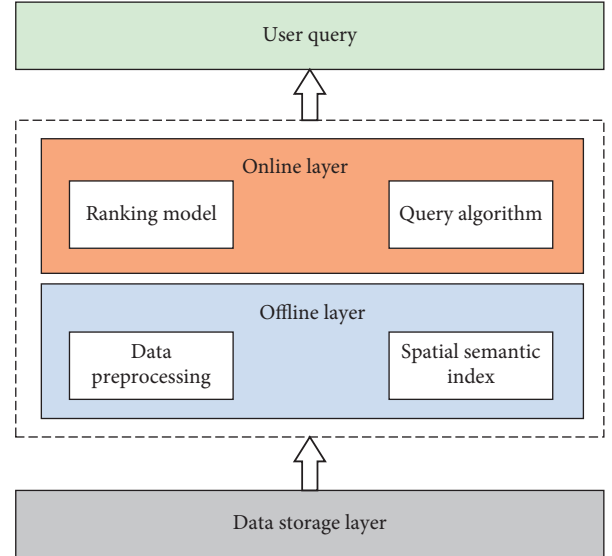 User query
Online layer
Ranking model
Query algorithm
Offline layer
Data
preprocessing
Spatial semantic
index
Data storage layer